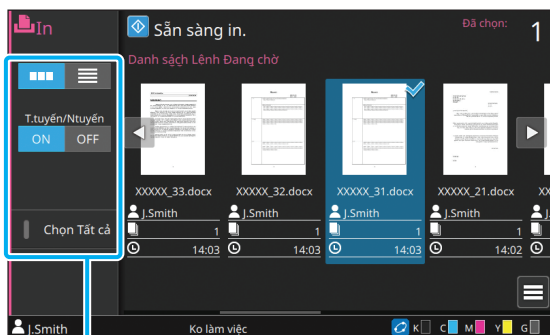 In
Sẵn sàng in.
Đã chọn:
1
Danh sách Lệnh Đang chờ
T.tuyến/Ntuyến
ON OFF
Chọn Tất cả
XXXXX_33.docx
J.Smith
1
14:03
XXXXX_32.docx
J.Smith
1
14:03
XXXXX_31.docx
J.Smith
1
14:03
XXXXX_21.docx
J.Smith
1
14:02
XX
J.
J.Smith
Ko làm việc
K C M Y G